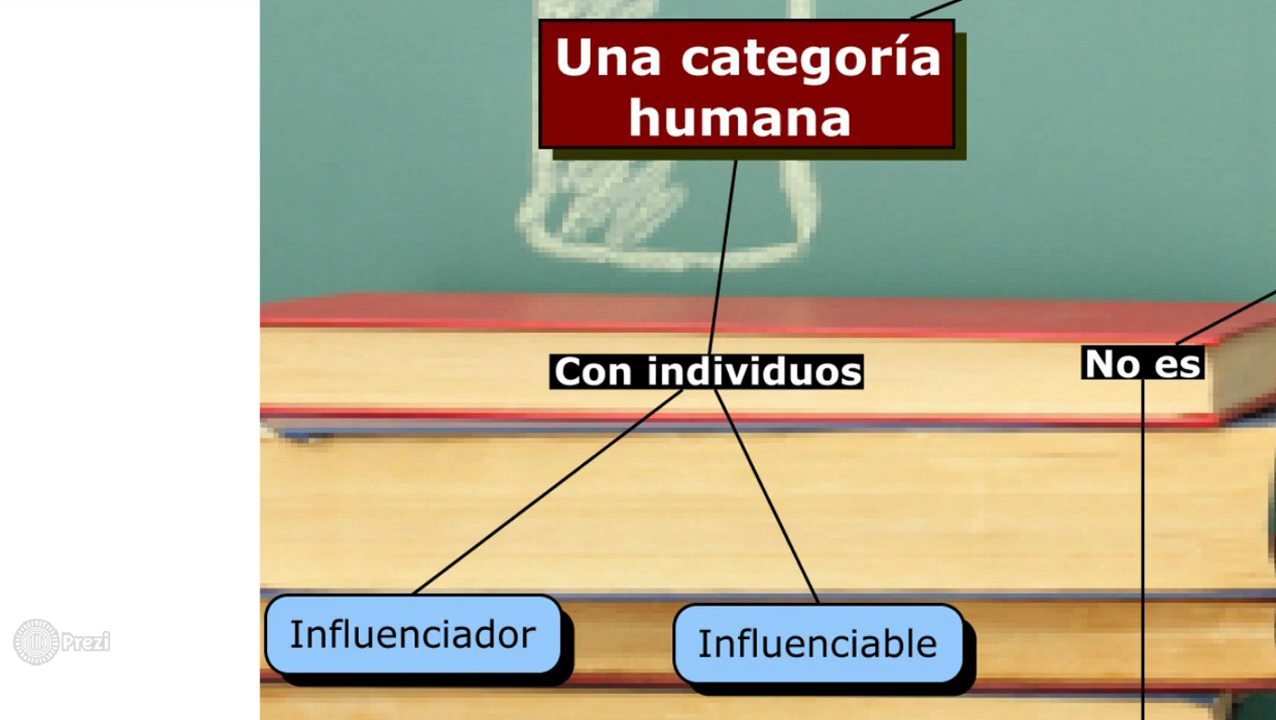 Una categoría
humana
Con individuos
No es
Influenciador
Influenciable
Prezi